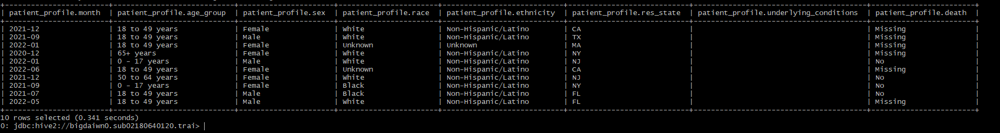 | patient_profile.month | patient_profile.age_group | patient_profile.sex | patient_profile.race | patient_profile.ethnicity | patient_profile.res_state | patient_profile.underlying_conditions | patient_profile.death |
| 2021-12 | 18 to 49 years | Female | White | Non-Hispanic/Latino | CA | | Missing |
| 2021-09 | 18 to 49 years | Male | White | Non-Hispanic/Latino | TX | | Missing |
| 2022-01 | 18 to 49 years | Female | Unknown | Unknown | MA | | Missing |
| 2020-12 | 65+ years | Female | White | Non-Hispanic/Latino | NY | | Missing |
| 2022-01 | 0 - 17 years | Male | White | Non-Hispanic/Latino | NJ | | No |
| 2022-06 | 18 to 49 years | Female | Unknown | Non-Hispanic/Latino | CA | | Missing |
| 2021-12 | 50 to 64 years | Female | White | Non-Hispanic/Latino | NJ | | No |
| 2021-09 | 0 - 17 years | Female | Black | Non-Hispanic/Latino | NY | | No |
| 2021-07 | 18 to 49 years | Male | Black | Non-Hispanic/Latino | FL | | No |
| 2022-05 | 18 to 49 years | Male | White | Non-Hispanic/Latino | FL | | Missing |
10 rows selected (0.341 seconds)
0: jdbc:hive2://bigdaiwn0.sub02180640120.trai>